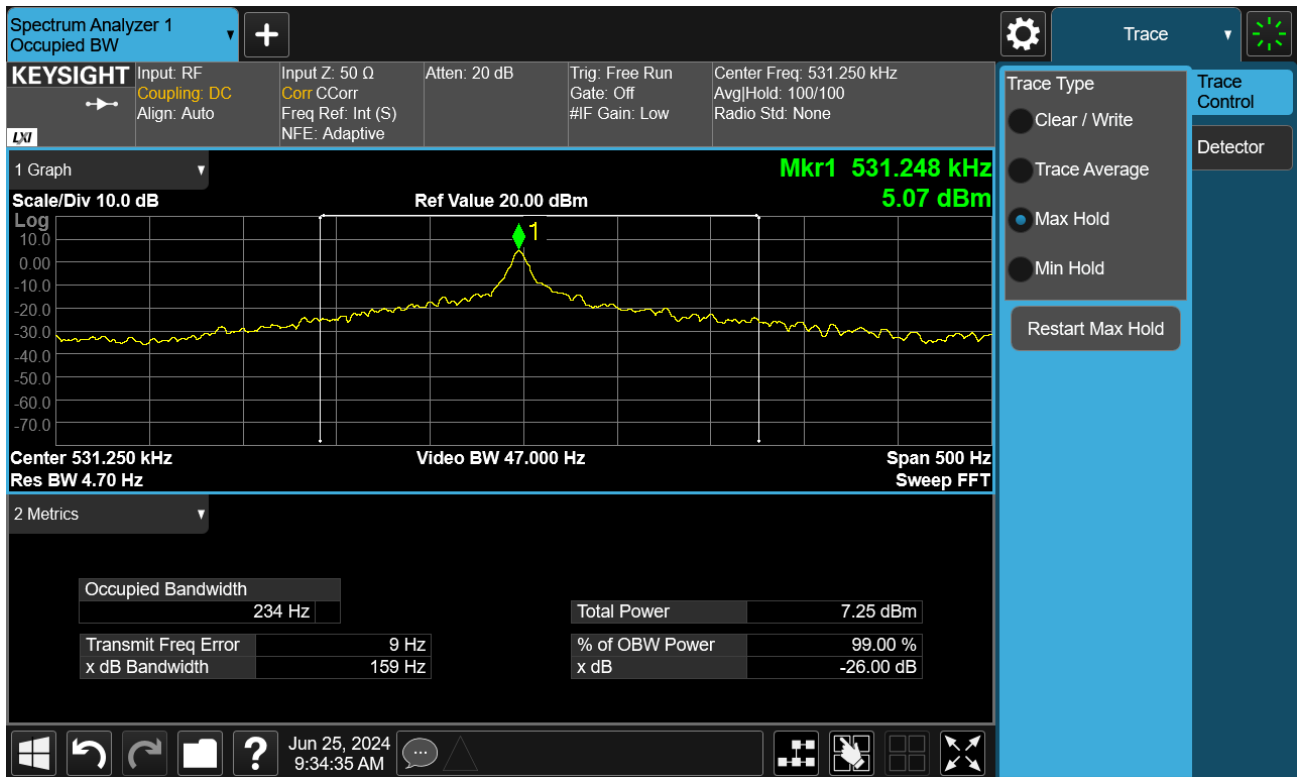 Spectrum Analyzer 1
Occupied BW
Trace
KEYSIGHT
LXI
Input: RF
Coupling: DC
Align: Auto
Input Z: 50 Ω
Corr CCorr
Freq Ref: Int (S)
NFE: Adaptive
Atten: 20 dB
Trig: Free Run
Gate: Off
#IF Gain: Low
Center Freq: 531.250 kHz
Avg|Hold: 100/100
Radio Std: None
1 Graph
Mkr1 531.248 kHz
5.07 dBm
Scale/Div 10.0 dB
Ref Value 20.00 dBm
Log
10.0
0.00
-10.0
-20.0
-30.0
-40.0
-50.0
-60.0
-70.0
1
Center 531.250 kHz
Video BW 47.000 Hz
Span 500 Hz
Res BW 4.70 Hz
Sweep FFT
2 Metrics
Occupied Bandwidth
234 Hz
Transmit Freq Error 9 Hz
x dB Bandwidth 159 Hz
Total Power 7.25 dBm
% of OBW Power 99.00 %
x dB -26.00 dB
Trace Type
Clear / Write
Trace Average
Max Hold
Min Hold
Restart Max Hold
Trace
Control
Detector
?
Jun 25, 2024
9:34:35 AM